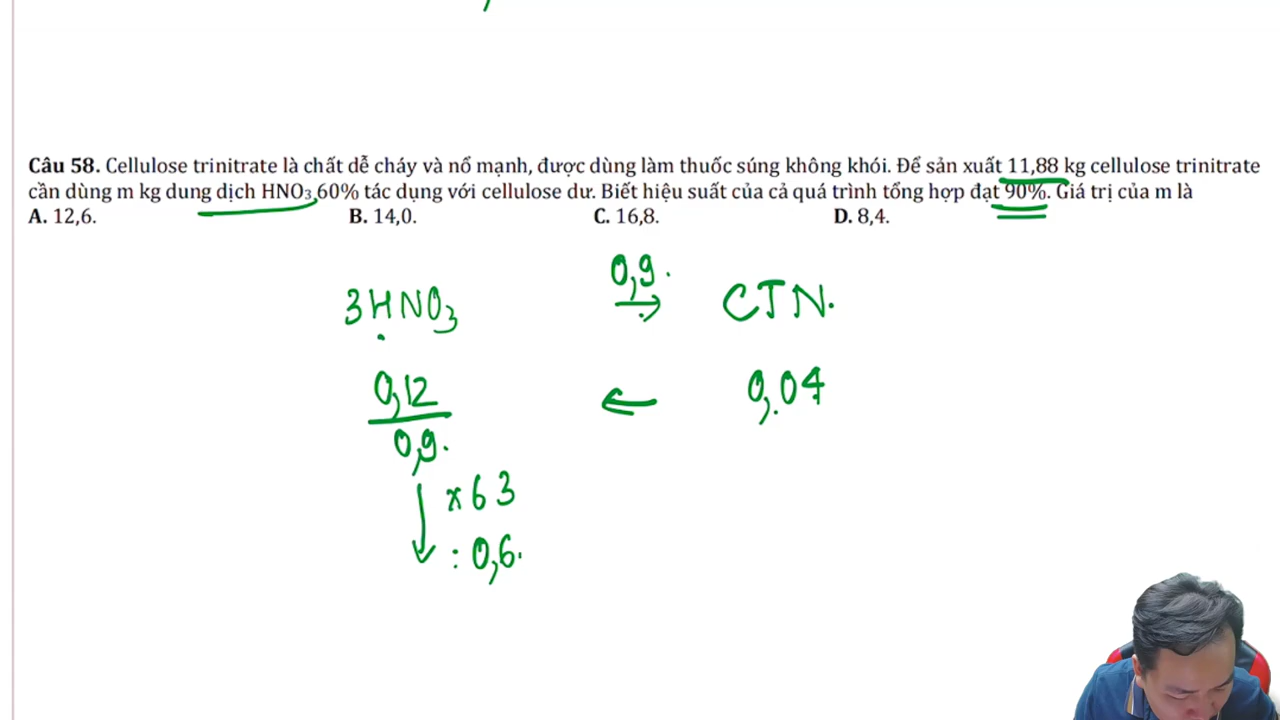 Câu 58. Cellulose trinitrate là chất dễ cháy và nổ mạnh, được dùng làm thuốc súng không khói. Để sản xuất 11,88 kg cellulose trinitrate
cần dùng m kg dung dịch HNO₃ 60% tác dụng với cellulose dư. Biết hiệu suất của cả quá trình tổng hợp đạt 90%. Giá trị của m là
A. 12,6. B. 14,0. C. 16,8. D. 8,4.
3HNO₃ 0,9. → CTN.
0,12 ← 0,04
0,9.
↓ x63
: 0,6.